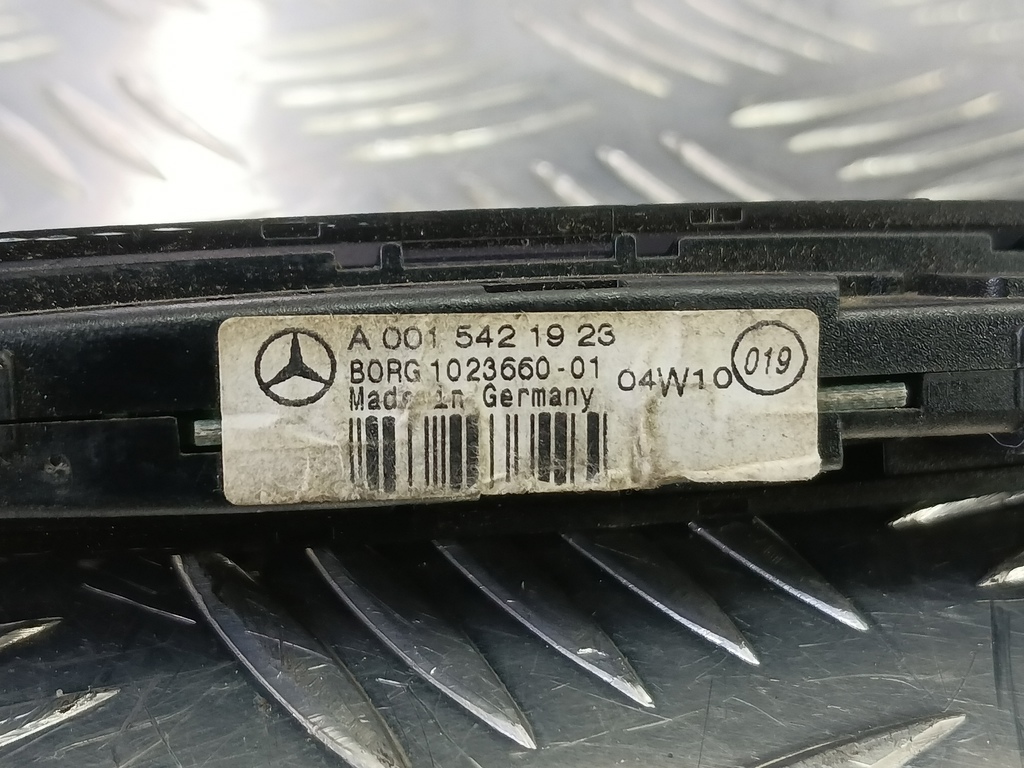 A 001 542 19 23
BORG 1023660-01
04W10
019
Made in Germany